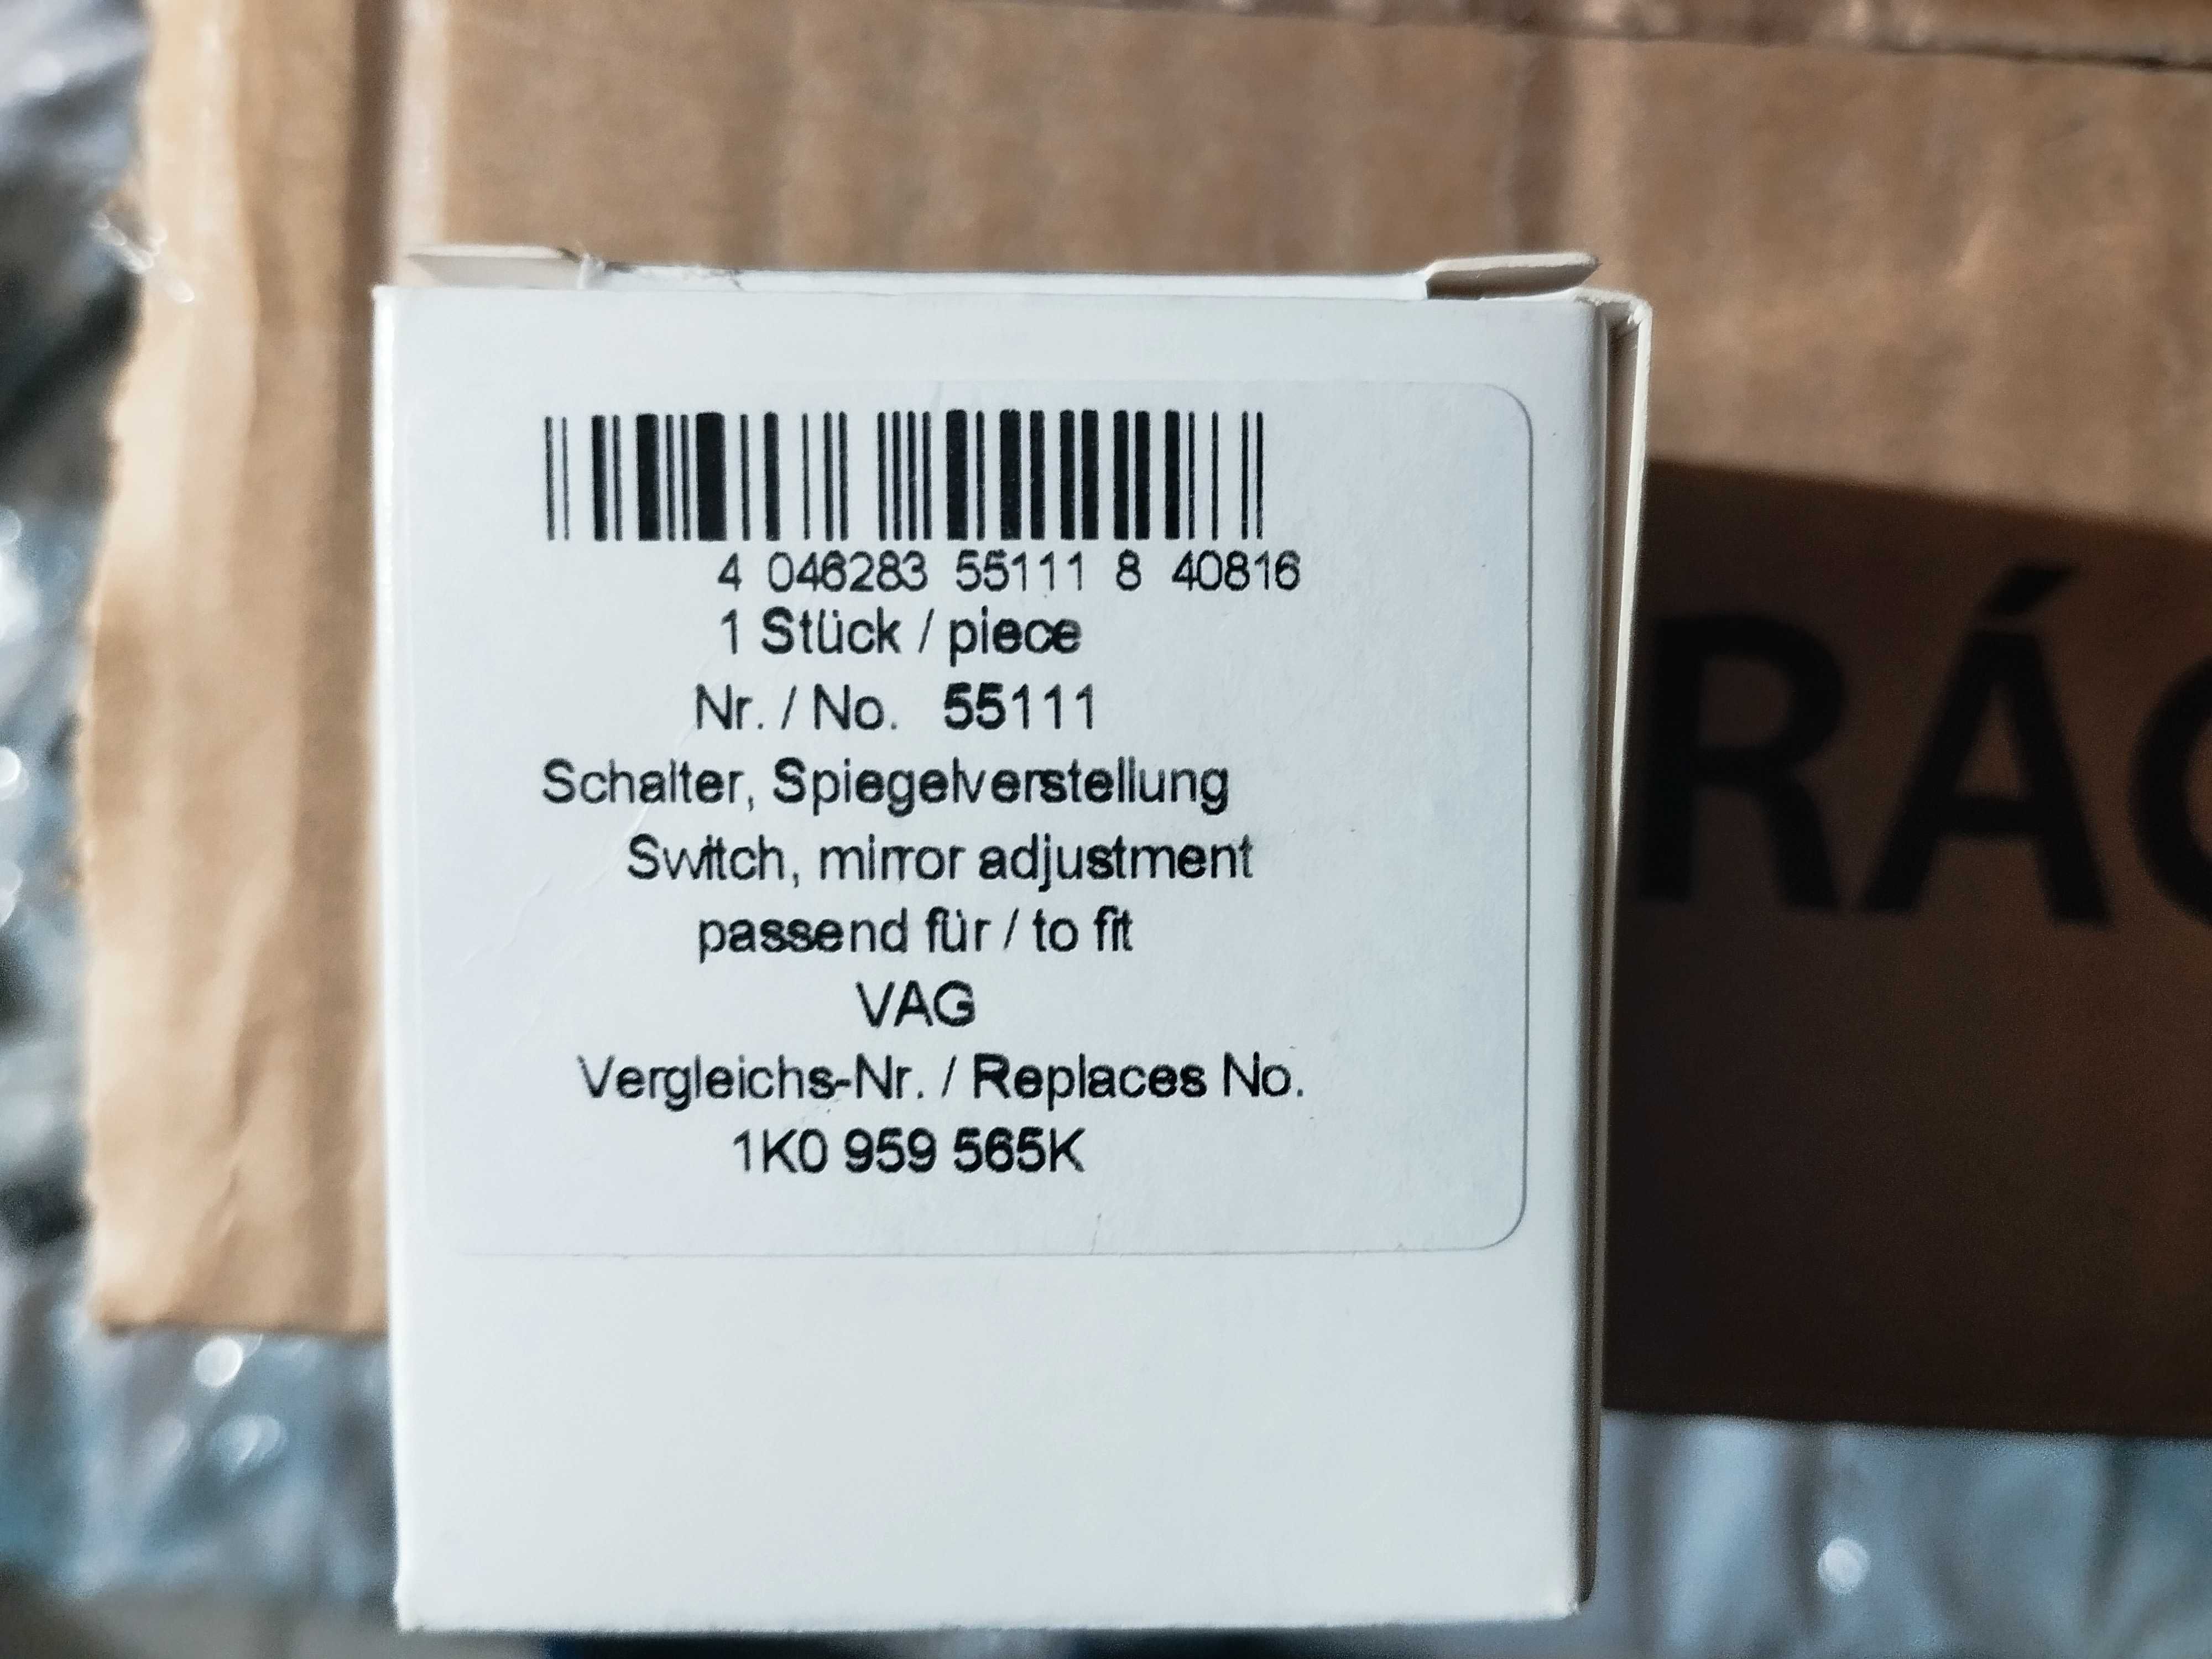 4 046283 55111 8 40816
1 Stück / piece
Nr. / No. 55111
Schalter, Spiegelverstellung
Switch, mirror adjustment
passend für / to fit
VAG
Vergleichs-Nr. / Replaces No.
1K0 959 565K
RÁ